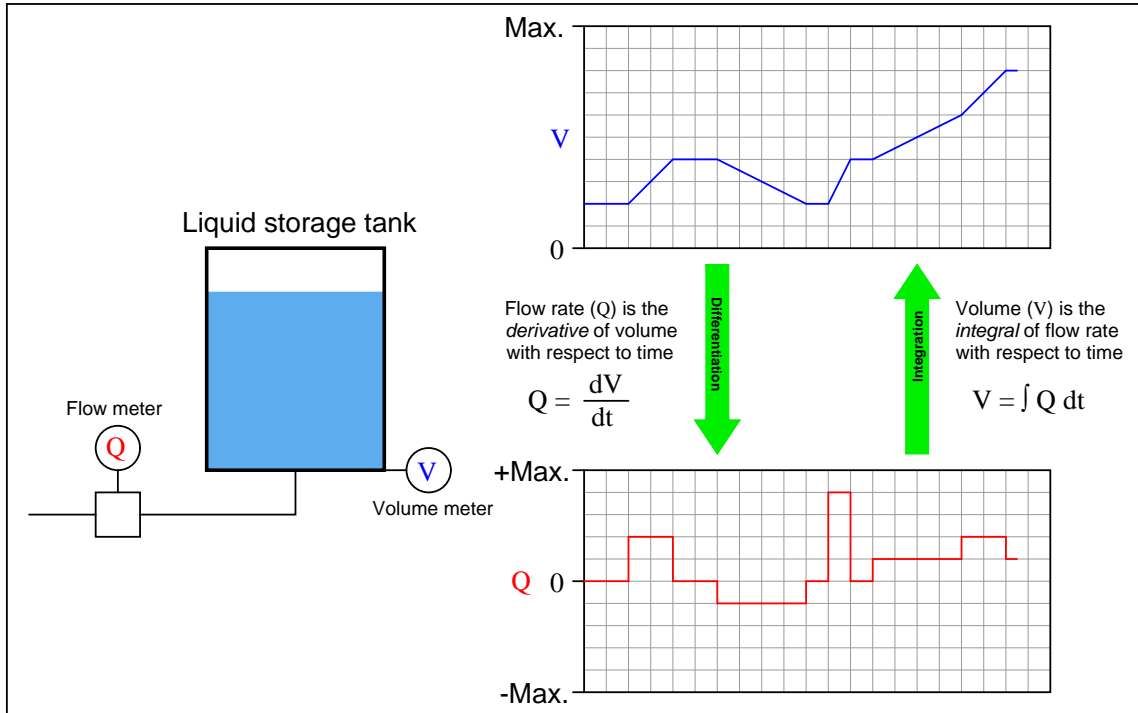 Liquid storage tank
Flow meter
Q
V
Volume meter
Max.
V
0
Flow rate (Q) is the
derivative of volume
with respect to time
Q = dV
dt
Differentiation
Integration
Volume (V) is the
integral of flow rate
with respect to time
V = ∫ Q dt
+Max.
Q 0
-Max.